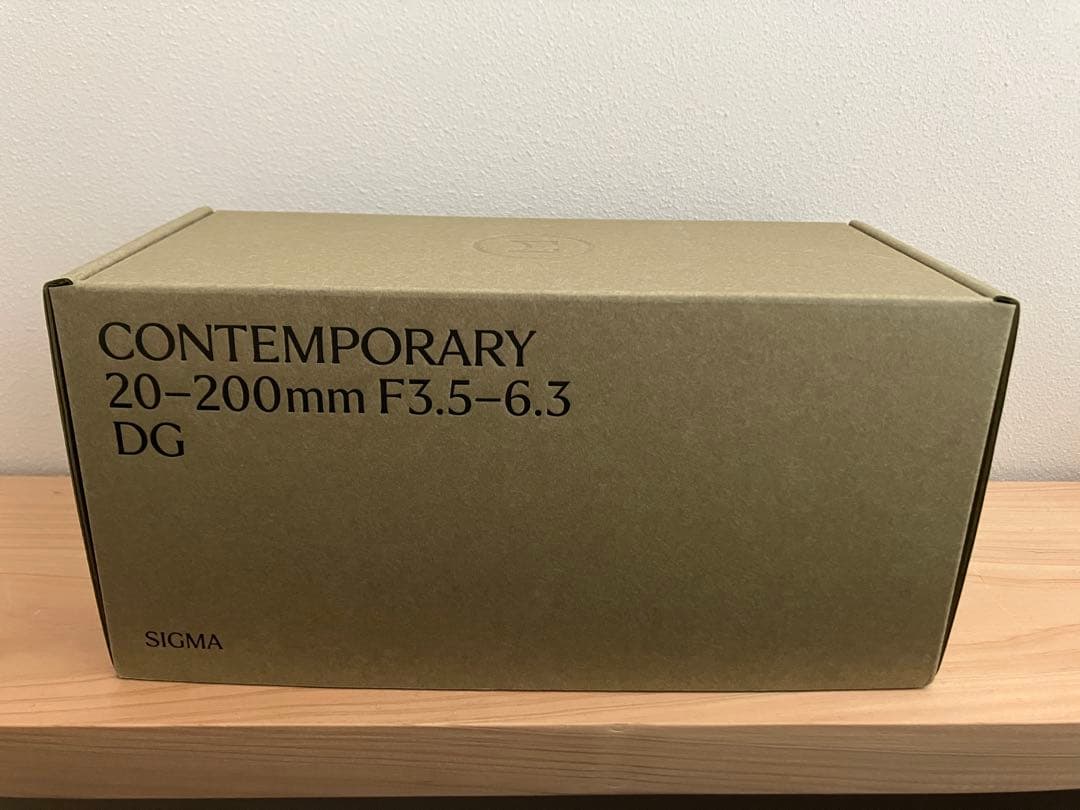 CONTEMPORARY
20–200mm F3.5–6.3
DG
SIGMA